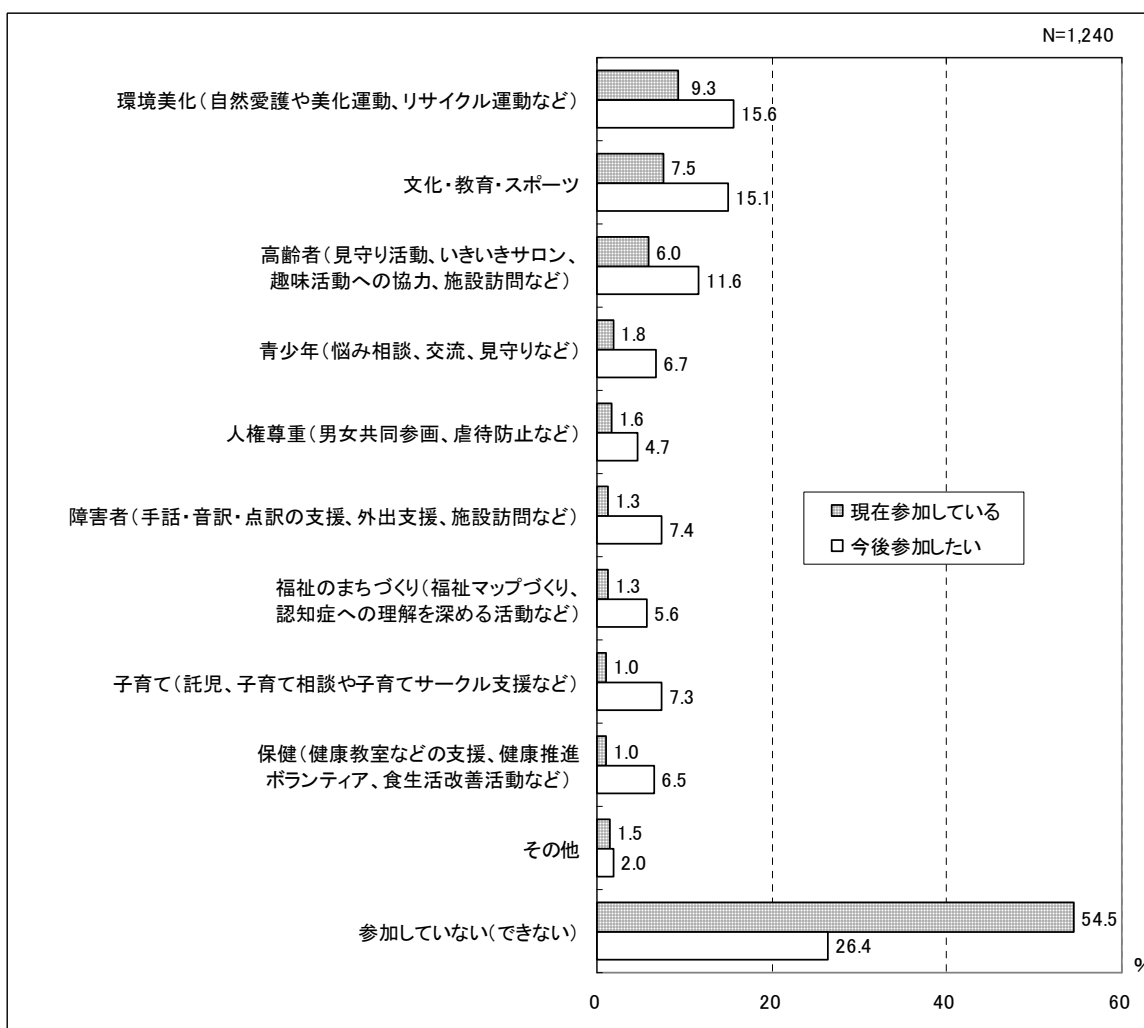 N=1,240
環境美化（自然愛護や美化運動、リサイクル運動など）
9.3
15.6
文化・教育・スポーツ
7.5
15.1
高齢者（見守り活動、いきいきサロン、
趣味活動への協力、施設訪問など）
6.0
11.6
青少年（悩み相談、交流、見守りなど）
1.8
6.7
人権尊重（男女共同参画、虐待防止など）
1.6
4.7
障害者（手話・音訳・点訳の支援、外出支援、施設訪問など）
1.3
7.4
現在参加している
今後参加したい
福祉のまちづくり（福祉マップづくり、
認知症への理解を深める活動など）
1.3
5.6
子育て（託児、子育て相談や子育てサークル支援など）
1.0
7.3
保健（健康教室などの支援、健康推進
ボランティア、食生活改善活動など）
1.0
6.5
その他
1.5
2.0
参加していない（できない）
54.5
26.4
%
0 20 40 60